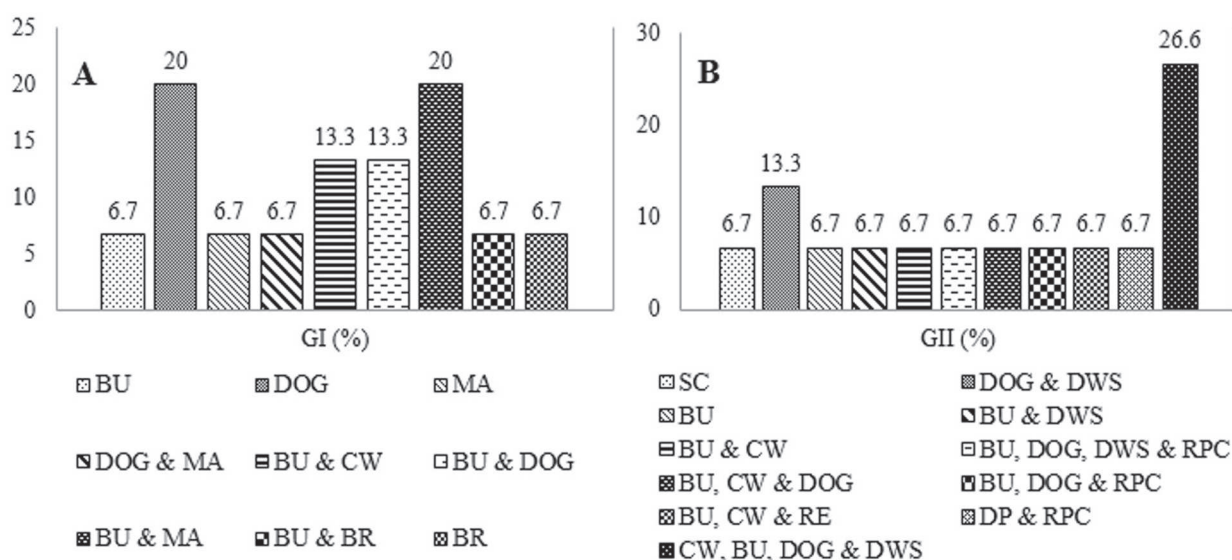 A
25
20
15
10
5
0
6.7
20
6.7
6.7
13.3
13.3
20
6.7
6.7
GI (%)
BU DOG MA
DOG & MA BU & CW BU & DOG
BU & MA BU & BR BR
B
30
20
10
0
6.7
13.3
6.7
6.7
6.7
6.7
6.7
6.7
6.7
6.7
26.6
GII (%)
SC DOG & DWS
BU BU & DWS
BU & CW BU, DOG, DWS & RPC
BU, CW & DOG BU, DOG & RPC
BU, CW & RE DP & RPC
CW, BU, DOG & DWS